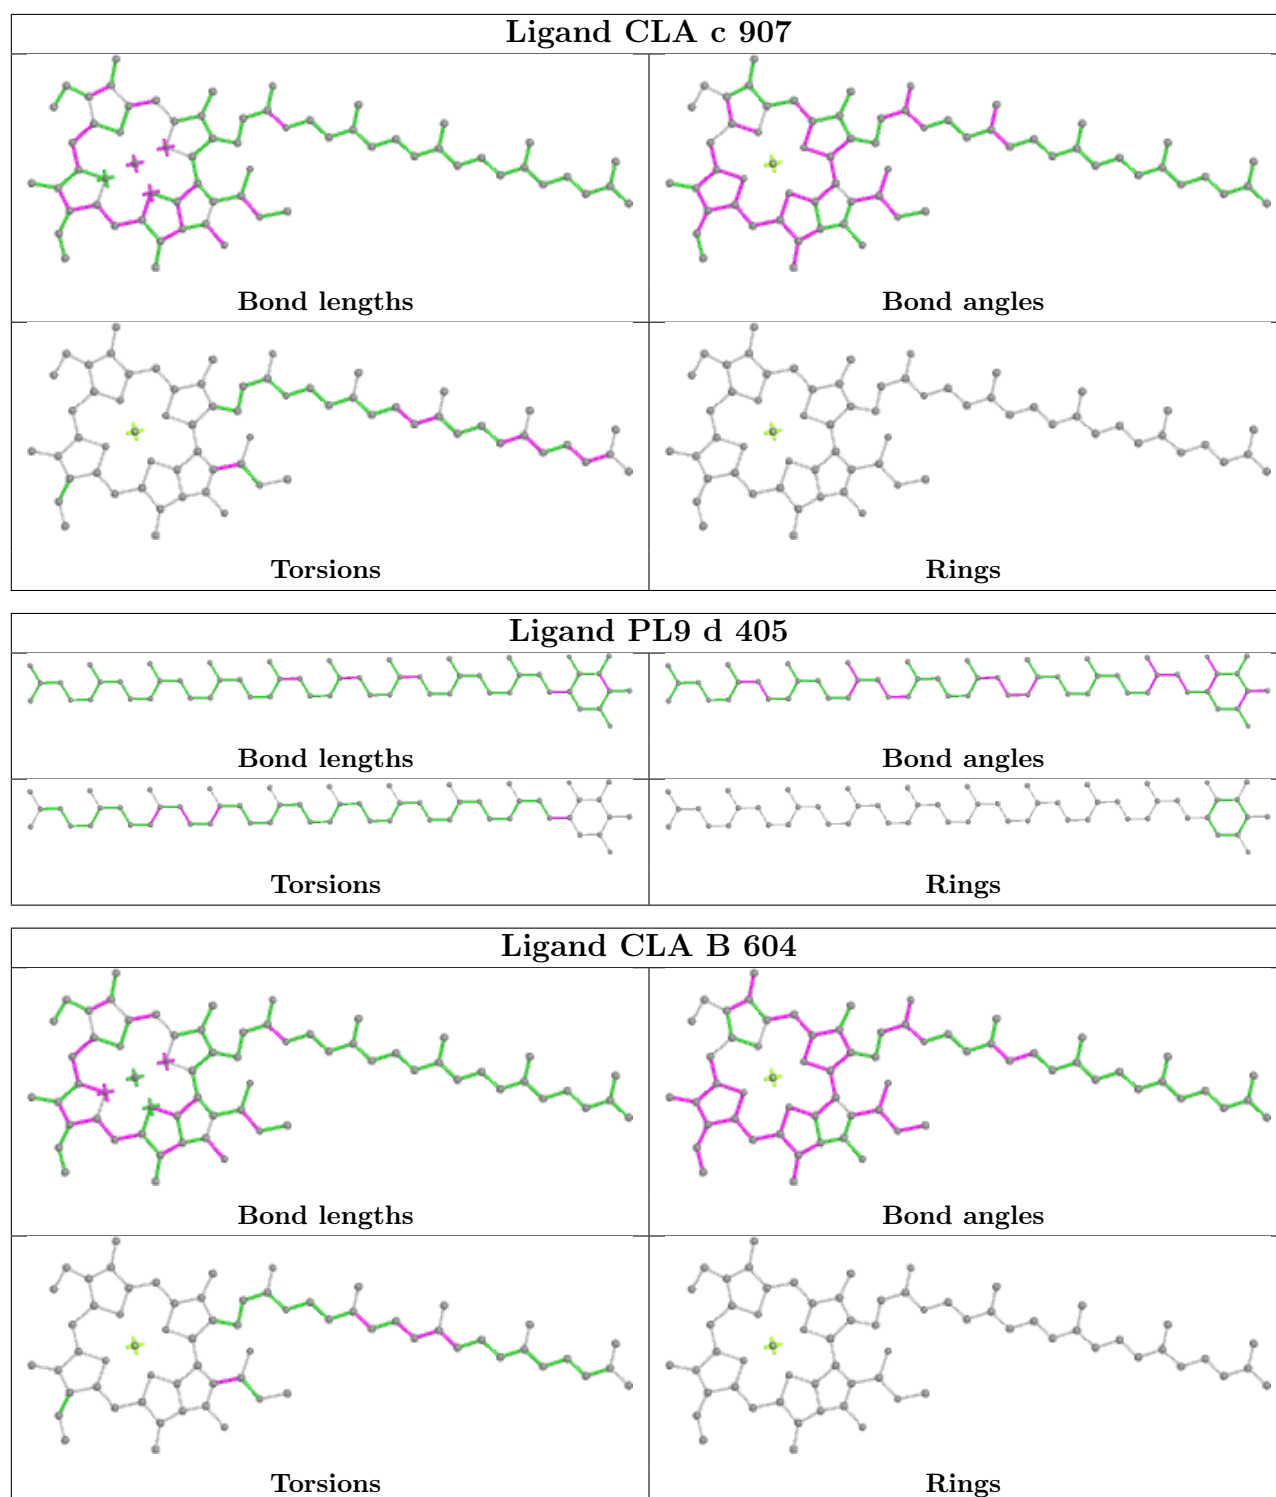 Ligand CLA c 907
Bond lengths
Bond angles
Torsions
Rings
Ligand PL9 d 405
Bond lengths
Bond angles
Torsions
Rings
Ligand CLA B 604
Bond lengths
Bond angles
Torsions
Rings